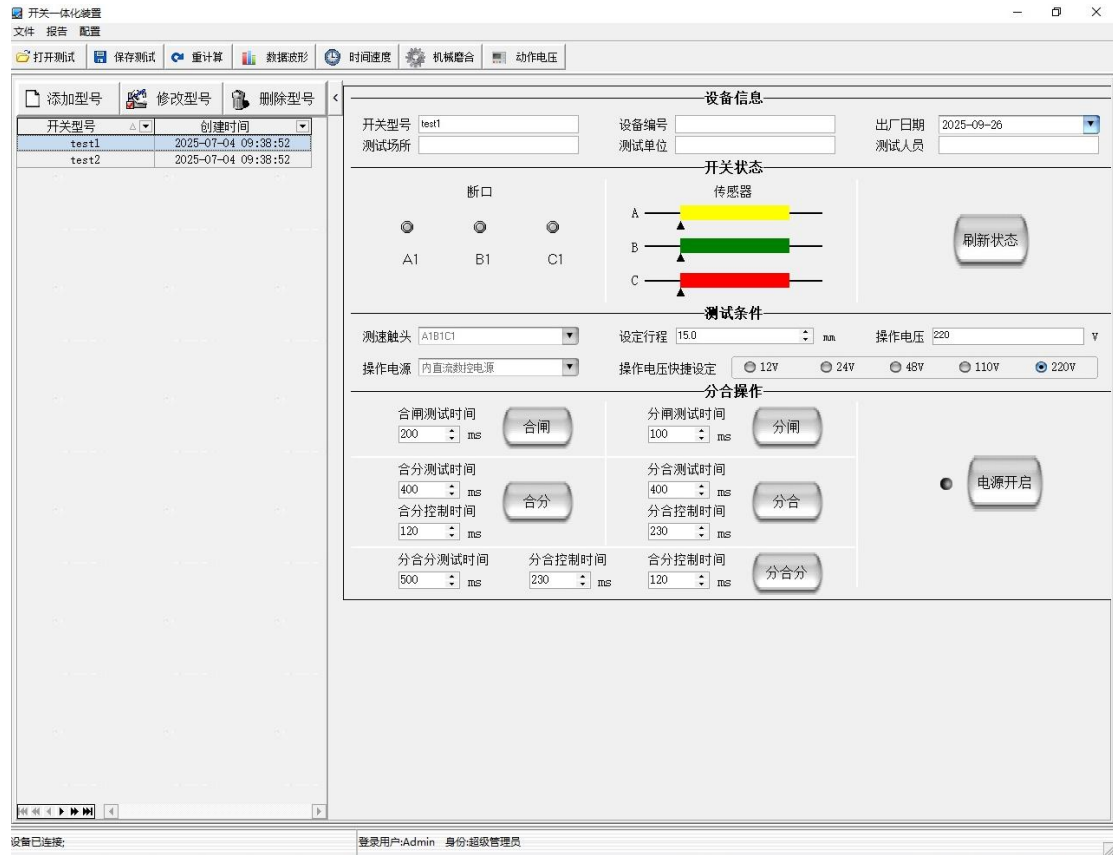 开关一体化装置
文件 报告 配置
打开测试 保存测试 重计算 数据波形 时间速度 机械磨合 动作电压
添加型号 修改型号 删除型号
开关型号 创建时间
test1 2025-07-04 09:38:52
test2 2025-07-04 09:38:52
设备信息
开关型号 test1 设备编号 出厂日期 2025-09-26
测试场所 测试单位 测试人员
开关状态
断口 传感器
A
B
C
A1 B1 C1
刷新状态
测试条件
测速触头 A1B1C1 设定行程 15.0 mm 操作电压 220 V
操作电源 内直流数控电源 操作电压快捷设定 12V 24V 48V 110V 220V
分合操作
合闸测试时间
200 ms
合闸
分闸测试时间
100 ms
分闸
合分测试时间
400 ms
合分控制时间
120 ms
合分
分合测试时间
400 ms
分合控制时间
230 ms
分合
电源开启
分合分测试时间 分合控制时间 合分控制时间
500 ms 230 ms 120 ms
分合分
设备已连接; 登录用户:Admin 身份:超级管理员